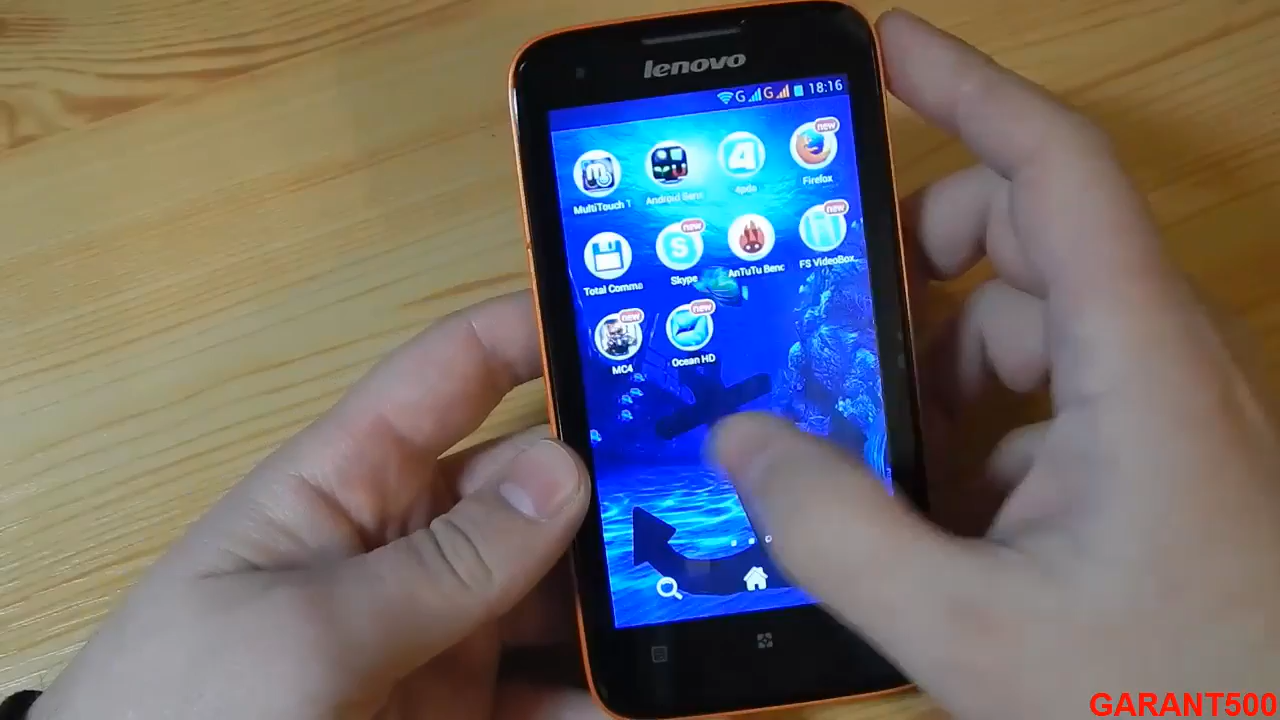 lenovo
G G 18:16
MultiTouch T
Android Benc
4pda
new
Firefox
Total Comma
new
Skype
AnTuTu Benc
new
FS VideoBox..
new
MC4
new
Ocean HD
GARANT500